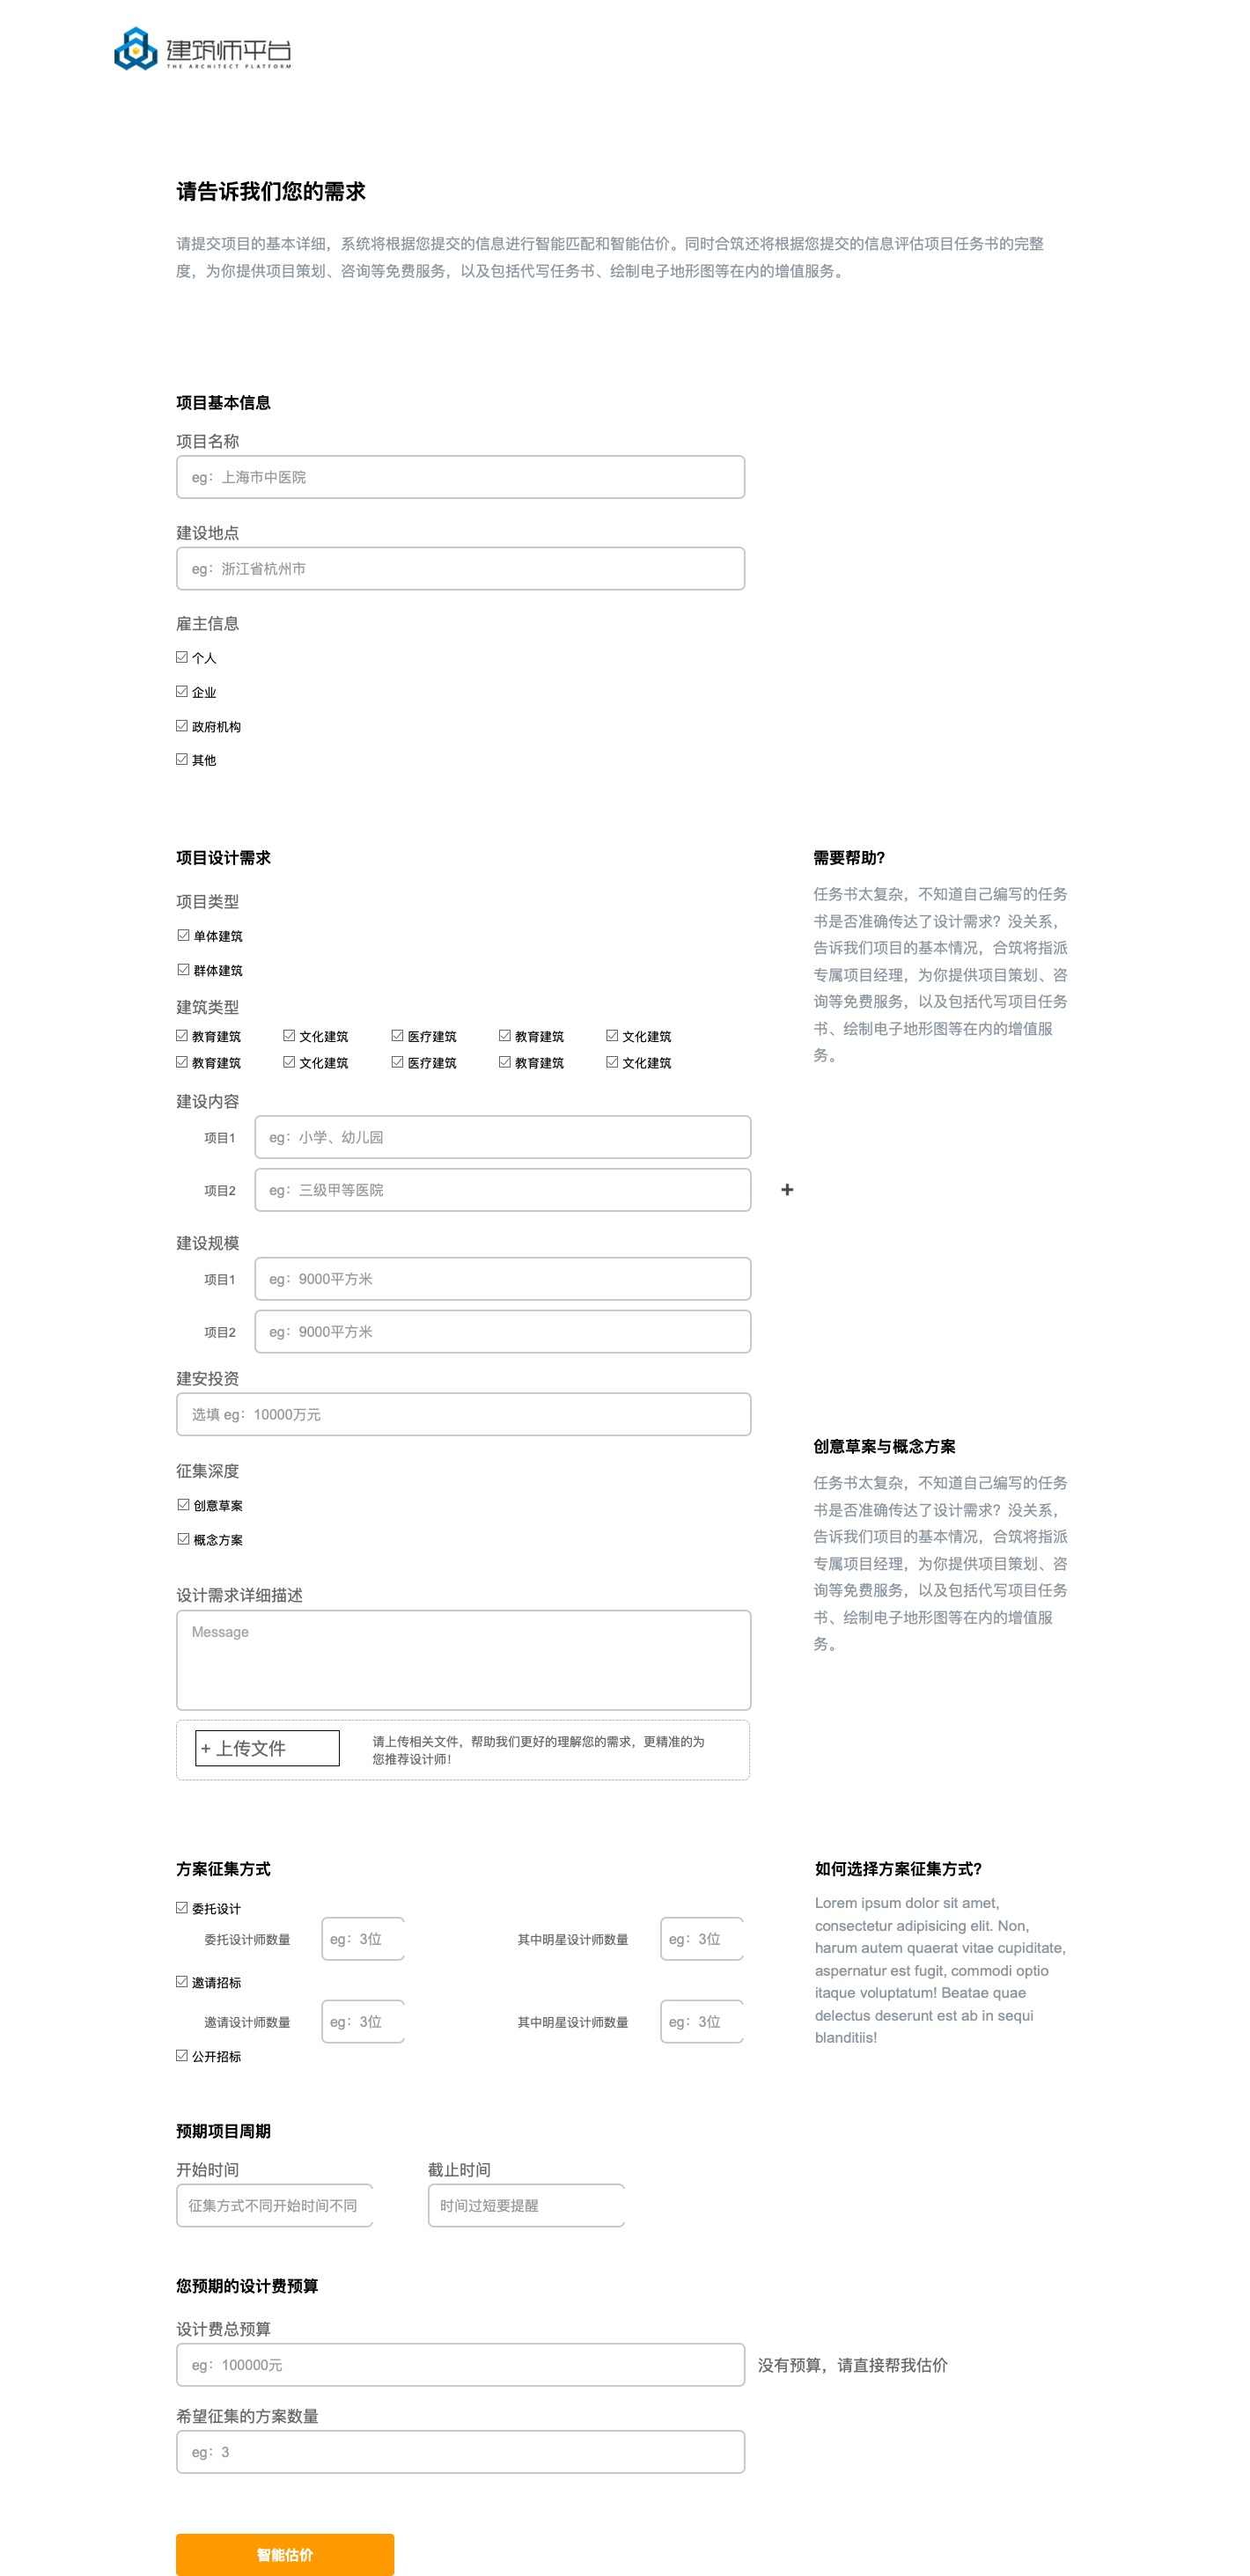 建筑师平台
THE ARCHITECT PLATFORM
请告诉我们您的需求
请提交项目的基本详细，系统将根据您提交的信息进行智能匹配和智能估价。同时合筑还将根据您提交的信息评估项目任务书的完整
度，为你提供项目策划、咨询等免费服务，以及包括代写任务书、绘制电子地形图等在内的增值服务。
项目基本信息
项目名称
eg：上海市中医院
建设地点
eg：浙江省杭州市
雇主信息
个人
企业
政府机构
其他
项目设计需求
项目类型
单体建筑
群体建筑
建筑类型
教育建筑 文化建筑 医疗建筑 教育建筑 文化建筑
教育建筑 文化建筑 医疗建筑 教育建筑 文化建筑
建设内容
项目1 eg：小学、幼儿园
项目2 eg：三级甲等医院 +
建设规模
项目1 eg：9000平方米
项目2 eg：9000平方米
建安投资
选填 eg：10000万元
征集深度
创意草案
概念方案
设计需求详细描述
Message
+ 上传文件
请上传相关文件，帮助我们更好的理解您的需求，更精准的为
您推荐设计师！
需要帮助？
任务书太复杂，不知道自己编写的任务
书是否准确传达了设计需求？没关系，
告诉我们项目的基本情况，合筑将指派
专属项目经理，为你提供项目策划、咨
询等免费服务，以及包括代写项目任务
书、绘制电子地形图等在内的增值服
务。
创意草案与概念方案
任务书太复杂，不知道自己编写的任务
书是否准确传达了设计需求？没关系，
告诉我们项目的基本情况，合筑将指派
专属项目经理，为你提供项目策划、咨
询等免费服务，以及包括代写项目任务
书、绘制电子地形图等在内的增值服
务。
方案征集方式
委托设计
委托设计师数量 eg：3位 其中明星设计师数量 eg：3位
邀请招标
邀请设计师数量 eg：3位 其中明星设计师数量 eg：3位
公开招标
如何选择方案征集方式？
Lorem ipsum dolor sit amet,
consectetur adipisicing elit. Non,
harum autem quaerat vitae cupiditate,
aspernatur est fugit, commodi optio
itaque voluptatum! Beatae quae
delectus deserunt est ab in sequi
blanditiis!
预期项目周期
开始时间 截止时间
征集方式不同开始时间不同 时间过短要提醒
您预期的设计费预算
设计费总预算
eg：100000元 没有预算，请直接帮我估价
希望征集的方案数量
eg：3
智能估价